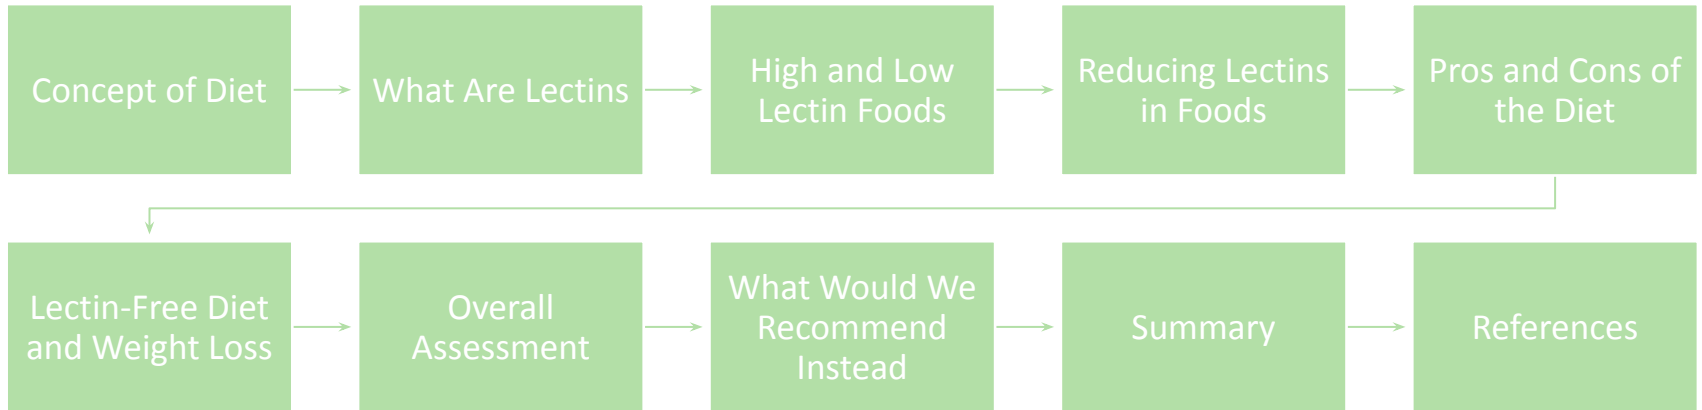 Concept of Diet
What Are Lectins
High and Low
Lectin Foods
Reducing Lectins
in Foods
Pros and Cons of
the Diet
Lectin-Free Diet
and Weight Loss
Overall
Assessment
What Would We
Recommend
Instead
Summary
References